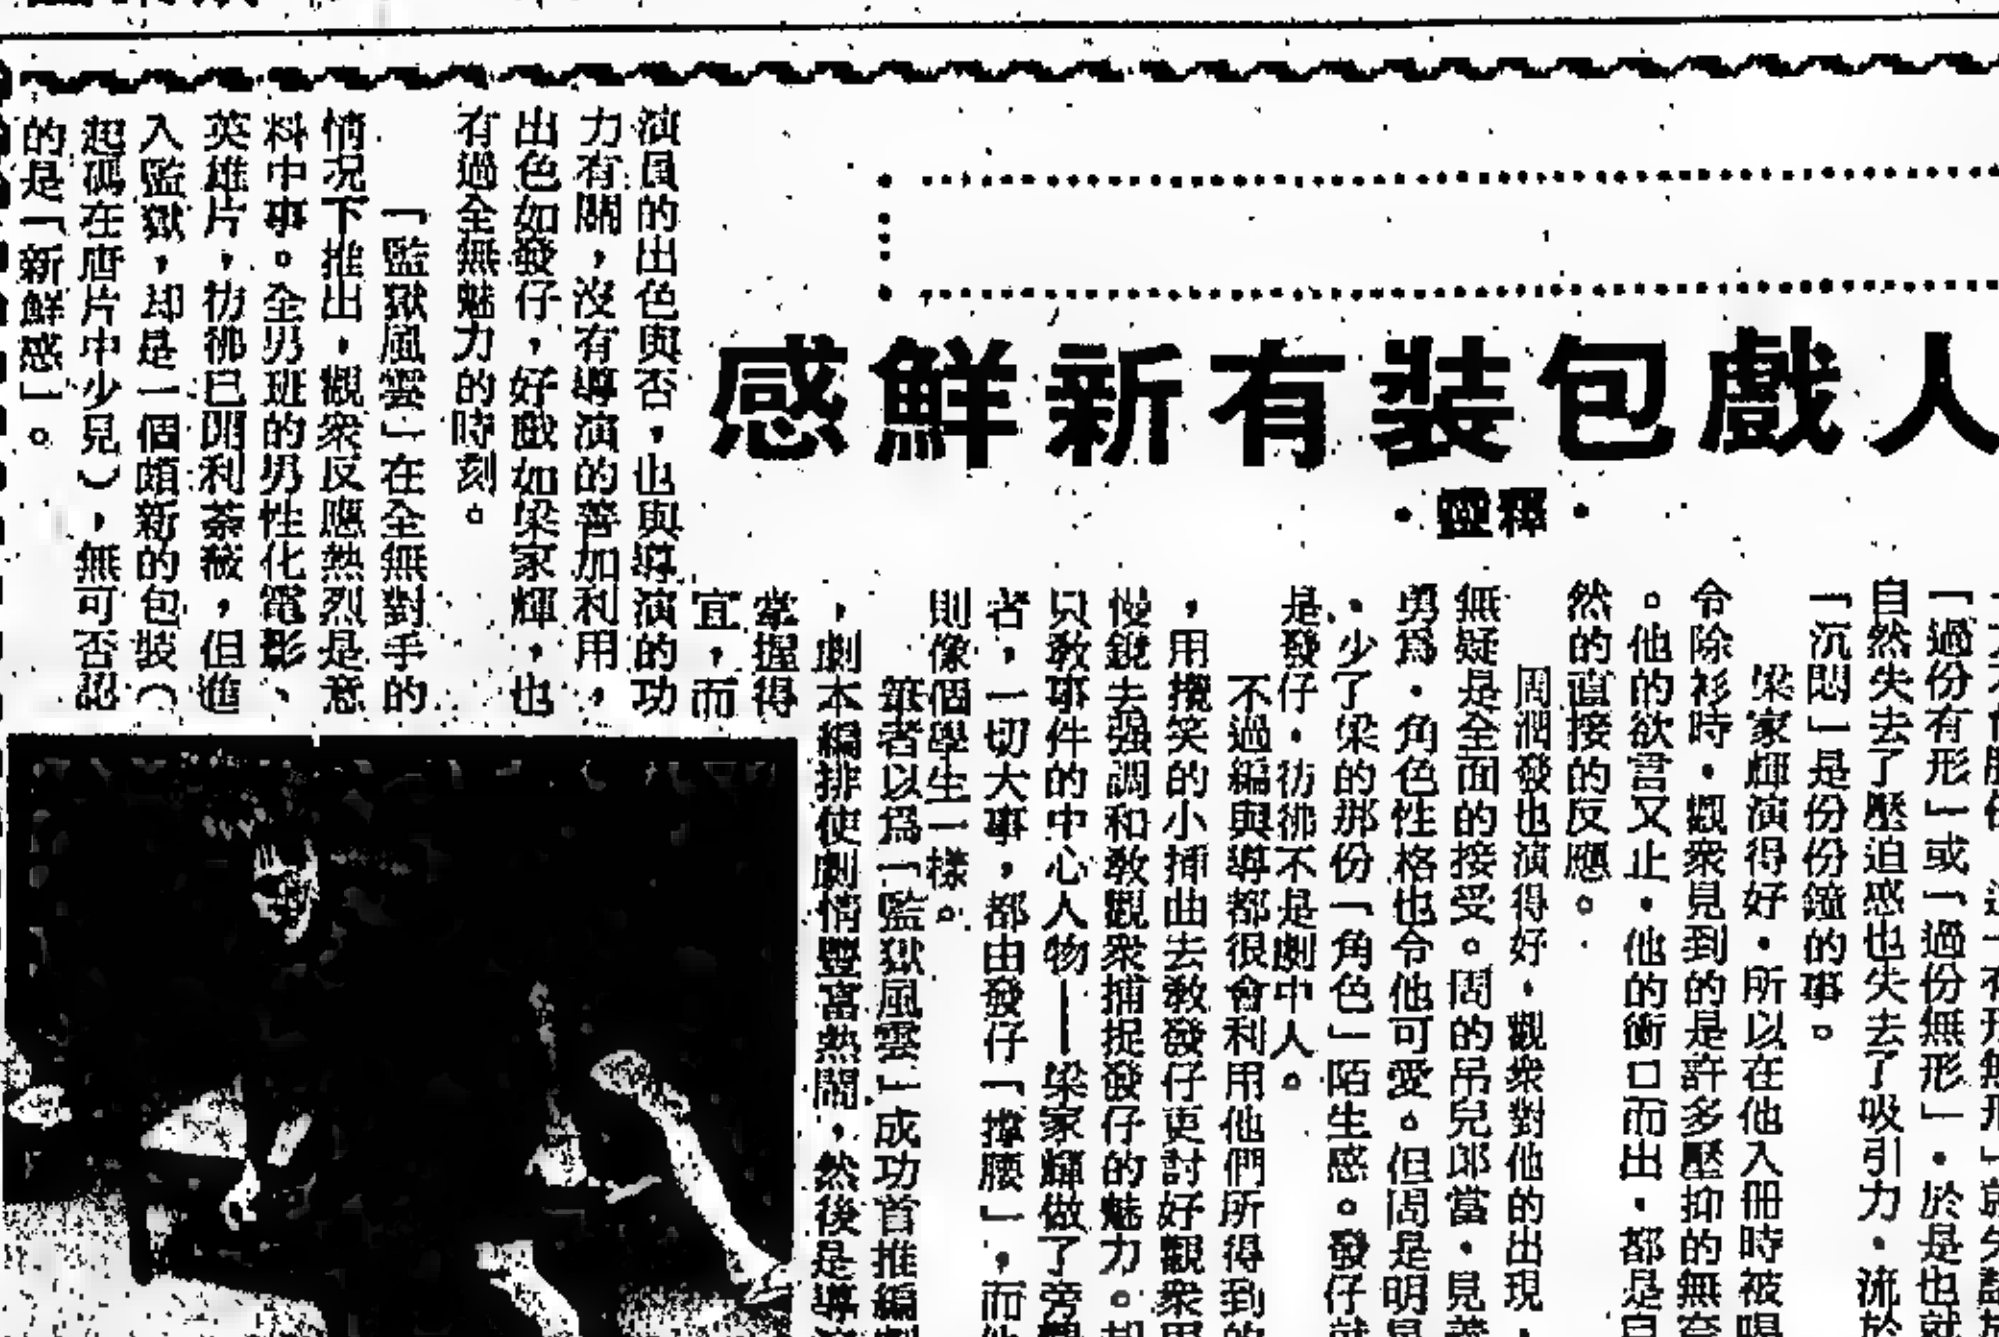 人戲包裝有新鮮感
「過份有形」或「過份無形」・於是也就
自然失去了壓迫感也失去了吸引力・流於
「沉悶」是份份鐘的事。
梁家輝演得好・所以在他入冊時被喝
令除衫時・觀衆見到的是許多壓抑的無奈
。他的欲言又止・他的衝口而出・都是自
然的直接的反應。
周潤發也演得好・觀衆對他的出現・
無疑是全面的接受。周的吊兒郎當・見義
勇爲・角色性格也令他可愛。但周是明星
・少了梁的那份「角色」陌生感。發仔就
是發仔・彷彿不是劇中人。
不過編與導都很會利用他們所得到的
，用攪笑的小揷曲去敎發仔更討好觀衆用
慢鏡去强調和敎觀衆捕捉發仔的魅力。却
只敎事件的中心人物——梁家輝做了旁觀
者，一切大事，都由發仔「撑腰」，而他
則像個學生一樣。
筆者以爲「監獄風雲」成功首推編劇
，劇本編排使劇情豐富熱鬧，然後是導演
掌握得
宜，而
演員的出色與否，也與導演的功
力有關，沒有導演的善加利用，
出色如發仔，好戲如梁家輝，也
有過全無魅力的時刻。
「監獄風雲」在全無對手的
情况下推出，觀衆反應熱烈是意
料中事。全男班的男性化電影、
英雄片，彷彿已開利荼薇，但進
入監獄，却是一個頗新的包裝（
起碼在唐片中少見），無可否認
的是「新鮮感」。